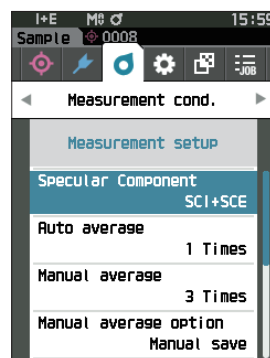 I+E M⇩ 15:59
Sample 0008
-JOB
Measurement cond.
Measurement setup
Specular Component
SCI+SCE
Auto average
1 Times
Manual average
3 Times
Manual average option
Manual save